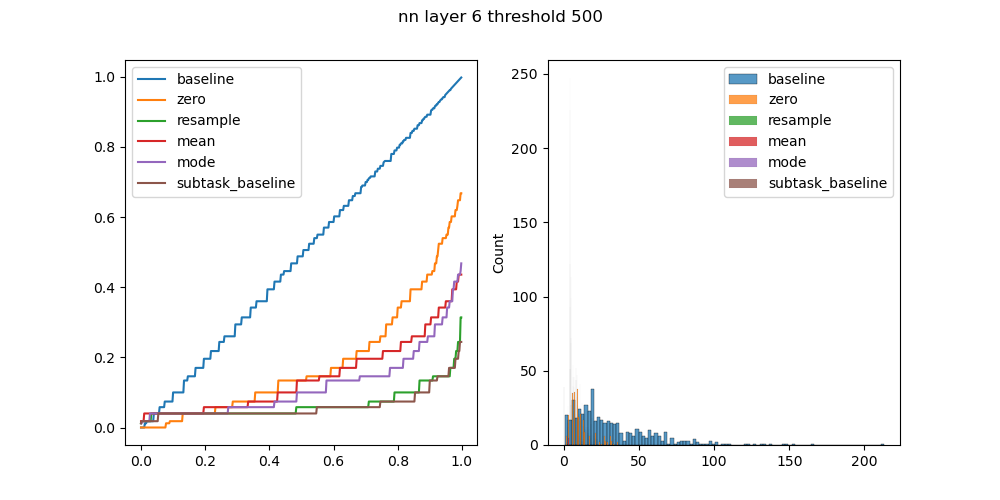 nn layer 6 threshold 500
1.0
0.8
0.6
0.4
0.2
0.0
0.0 0.2 0.4 0.6 0.8 1.0
baseline
zero
resample
mean
mode
subtask_baseline
Count
250
200
150
100
50
0
0 50 100 150 200
baseline
zero
resample
mean
mode
subtask_baseline